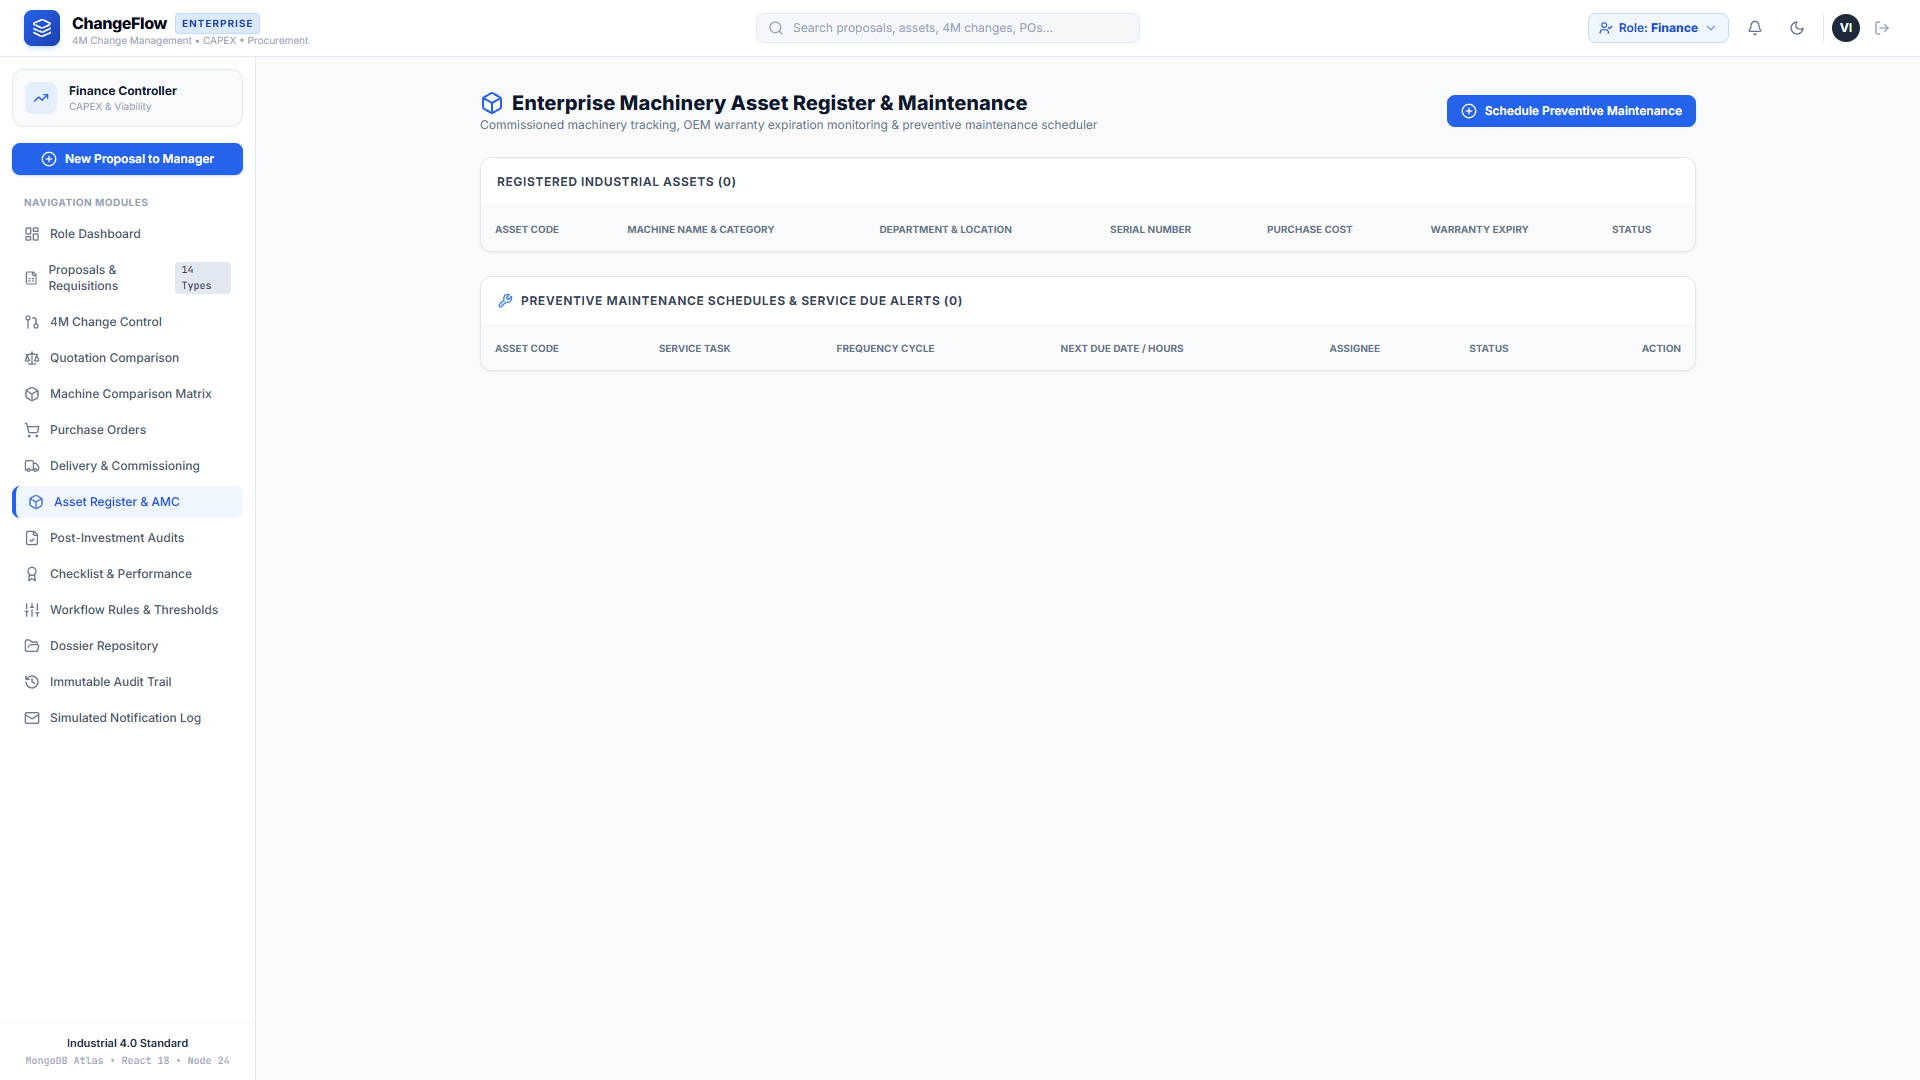 ChangeFlow ENTERPRISE
4M Change Management • CAPEX • Procurement
Search proposals, assets, 4M changes, POs...
Role: Finance
VI
Finance Controller
CAPEX & Viability
New Proposal to Manager
NAVIGATION MODULES
Role Dashboard
Proposals &
Requisitions
14
Types
4M Change Control
Quotation Comparison
Machine Comparison Matrix
Purchase Orders
Delivery & Commissioning
Asset Register & AMC
Post-Investment Audits
Checklist & Performance
Workflow Rules & Thresholds
Dossier Repository
Immutable Audit Trail
Simulated Notification Log
Industrial 4.0 Standard
MongoDB Atlas • React 18 • Node 24
Enterprise Machinery Asset Register & Maintenance
Commissioned machinery tracking, OEM warranty expiration monitoring & preventive maintenance scheduler
Schedule Preventive Maintenance
REGISTERED INDUSTRIAL ASSETS (0)
ASSET CODE MACHINE NAME & CATEGORY DEPARTMENT & LOCATION SERIAL NUMBER PURCHASE COST WARRANTY EXPIRY STATUS
PREVENTIVE MAINTENANCE SCHEDULES & SERVICE DUE ALERTS (0)
ASSET CODE SERVICE TASK FREQUENCY CYCLE NEXT DUE DATE / HOURS ASSIGNEE STATUS ACTION